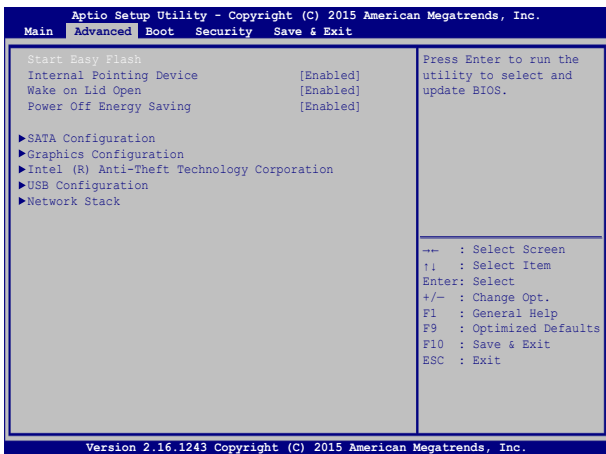 Aptio Setup Utility - Copyright (C) 2015 American Megatrends, Inc.
Main Advanced Boot Security Save & Exit
Start Easy Flash
Internal Pointing Device [Enabled]
Wake on Lid Open [Enabled]
Power Off Energy Saving [Enabled]
▶SATA Configuration
▶Graphics Configuration
▶Intel (R) Anti-Theft Technology Corporation
▶USB Configuration
▶Network Stack
Press Enter to run the
utility to select and
update BIOS.
→← : Select Screen
↑↓ : Select Item
Enter: Select
+/— : Change Opt.
F1 : General Help
F9 : Optimized Defaults
F10 : Save & Exit
ESC : Exit
Version 2.16.1243 Copyright (C) 2015 American Megatrends, Inc.